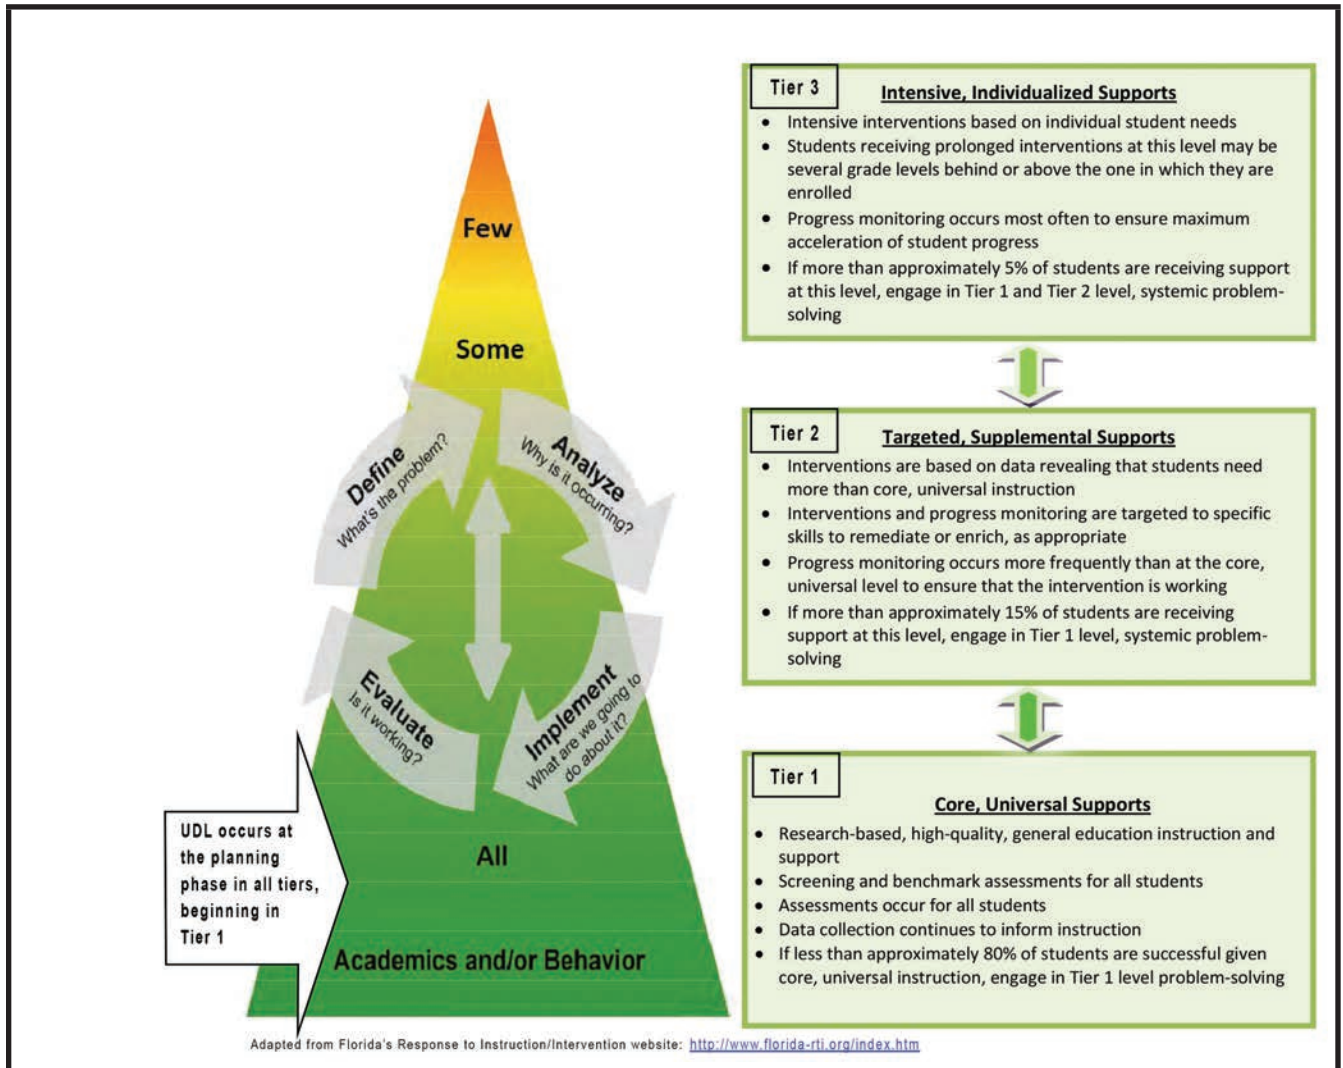 Few
Some
Define
What's the problem?
Analyze
Why is it occurring?
Implement
What are we going to
do about it?
Evaluate
Is it working?
All
Academics and/or Behavior
UDL occurs at
the planning
phase in all tiers,
beginning in
Tier 1
Tier 3
Intensive, Individualized Supports
• Intensive interventions based on individual student needs
• Students receiving prolonged interventions at this level may be
several grade levels behind or above the one in which they are
enrolled
• Progress monitoring occurs most often to ensure maximum
acceleration of student progress
• If more than approximately 5% of students are receiving support
at this level, engage in Tier 1 and Tier 2 level, systemic problem-
solving
Tier 2
Targeted, Supplemental Supports
• Interventions are based on data revealing that students need
more than core, universal instruction
• Interventions and progress monitoring are targeted to specific
skills to remediate or enrich, as appropriate
• Progress monitoring occurs more frequently than at the core,
universal level to ensure that the intervention is working
• If more than approximately 15% of students are receiving
support at this level, engage in Tier 1 level, systemic problem-
solving
Tier 1
Core, Universal Supports
• Research-based, high-quality, general education instruction and
support
• Screening and benchmark assessments for all students
• Assessments occur for all students
• Data collection continues to inform instruction
• If less than approximately 80% of students are successful given
core, universal instruction, engage in Tier 1 level problem-solving
Adapted from Florida's Response to Instruction/Intervention website: http://www.florida-rti.org/index.htm